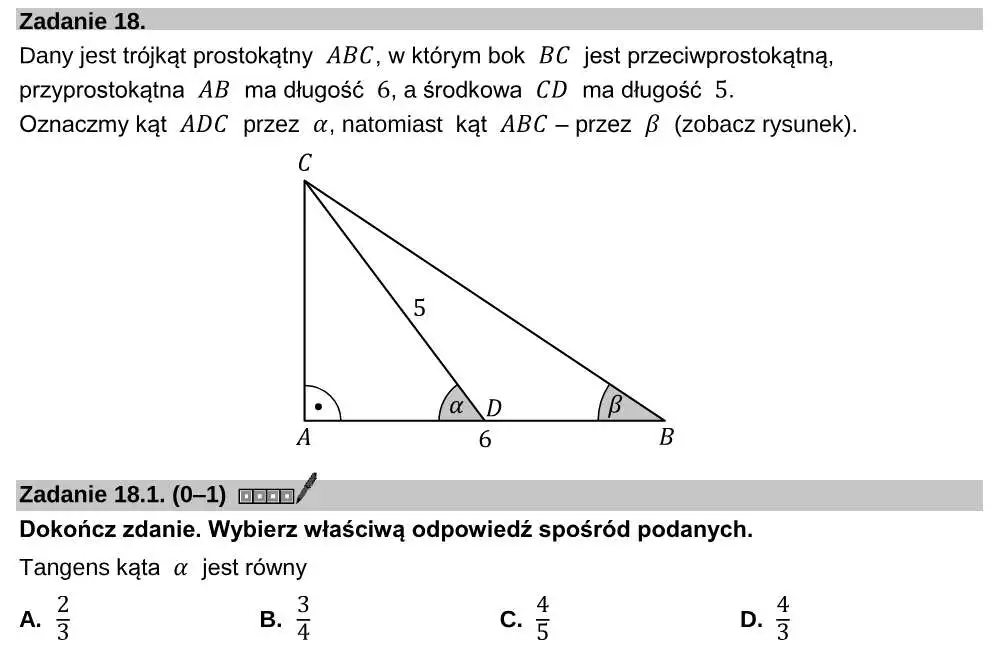 Zadanie 18.
Dany jest trójkąt prostokątny ABC, w którym bok BC jest przeciwprostokątną,
przyprostokątna AB ma długość 6, a środkowa CD ma długość 5.
Oznaczmy kąt ADC przez α, natomiast kąt ABC – przez β (zobacz rysunek).
C
5
α D β
A 6 B
Zadanie 18.1. (0–1)
Dokończ zdanie. Wybierz właściwą odpowiedź spośród podanych.
Tangens kąta α jest równy
A. 2/3 B. 3/4 C. 4/5 D. 4/3